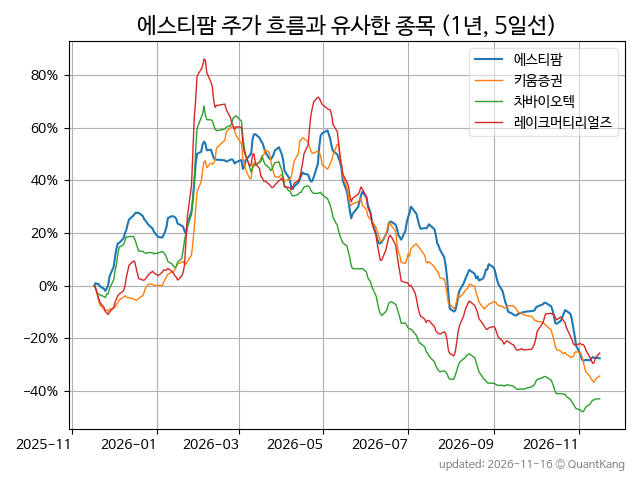 에스티팜 주가 흐름과 유사한 종목 (1년, 5일선)
에스티팜
키움증권
차바이오텍
레이크머티리얼즈
80%
60%
40%
20%
0%
−20%
−40%
2025-11
2026-01
2026-03
2026-05
2026-07
2026-09
2026-11
updated: 2026-11-16 © QuantKang